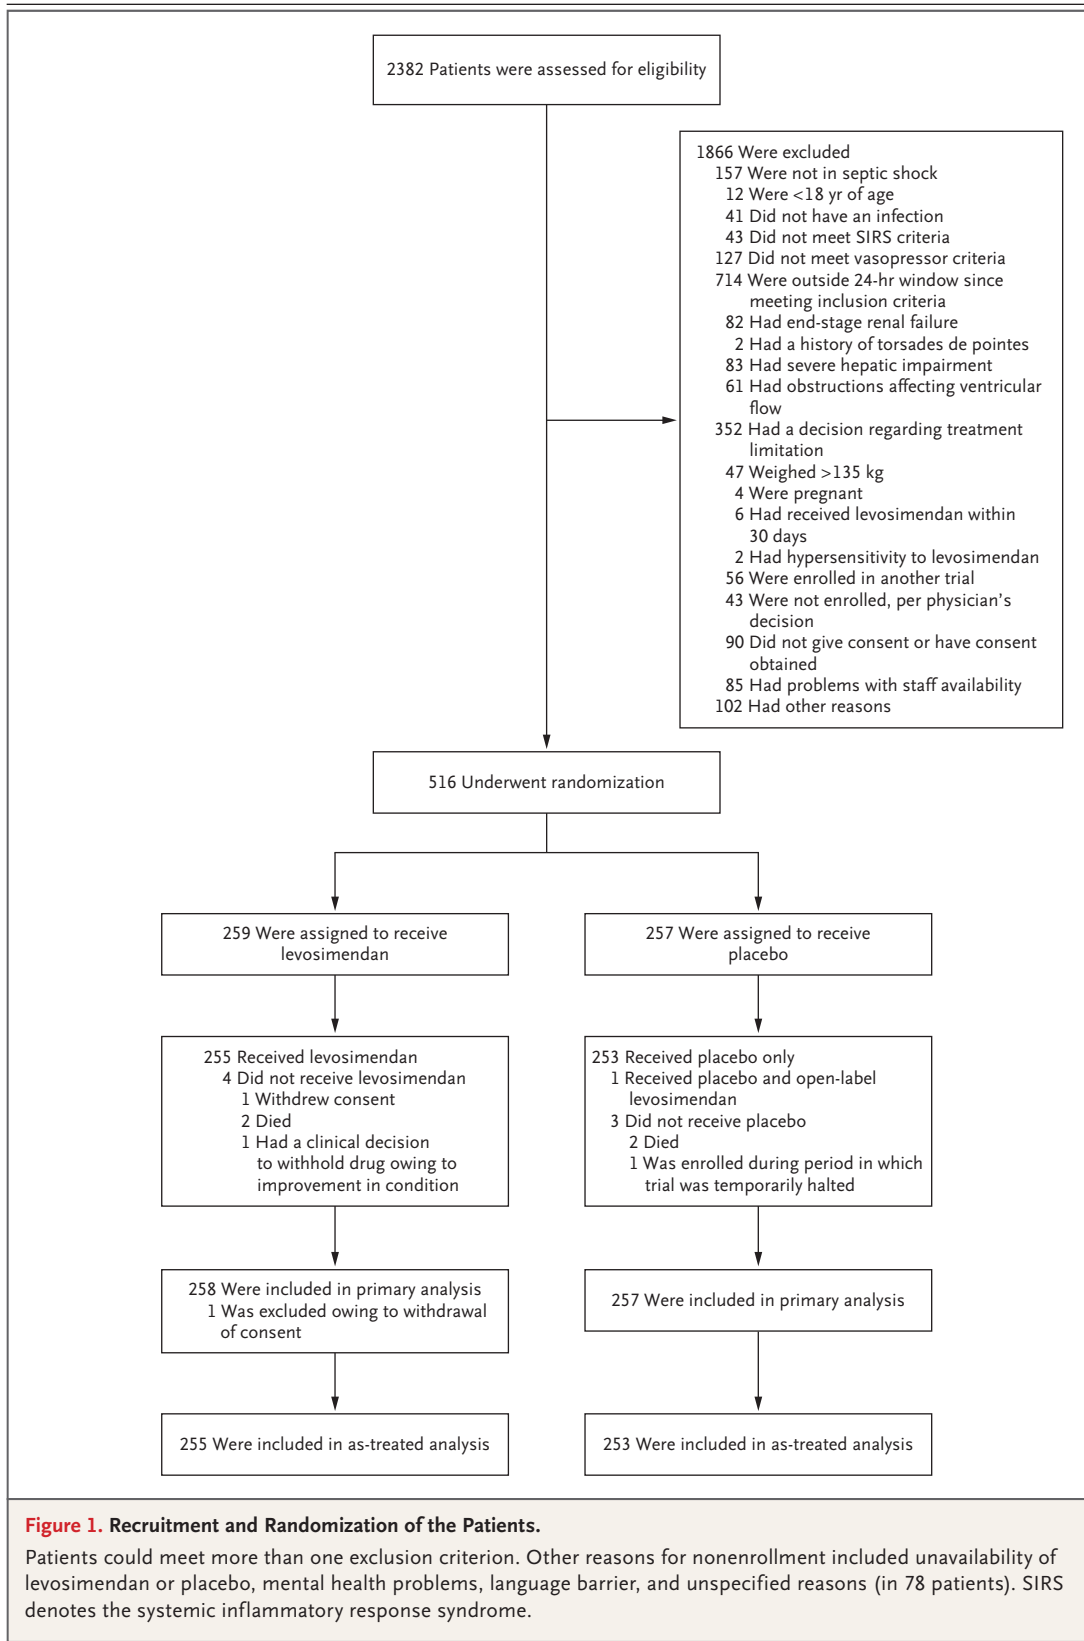 2382 Patients were assessed for eligibility
1866 Were excluded
157 Were not in septic shock
12 Were <18 yr of age
41 Did not have an infection
43 Did not meet SIRS criteria
127 Did not meet vasopressor criteria
714 Were outside 24-hr window since
meeting inclusion criteria
82 Had end-stage renal failure
2 Had a history of torsades de pointes
83 Had severe hepatic impairment
61 Had obstructions affecting ventricular
flow
352 Had a decision regarding treatment
limitation
47 Weighed >135 kg
4 Were pregnant
6 Had received levosimendan within
30 days
2 Had hypersensitivity to levosimendan
56 Were enrolled in another trial
43 Were not enrolled, per physician’s
decision
90 Did not give consent or have consent
obtained
85 Had problems with staff availability
102 Had other reasons
516 Underwent randomization
259 Were assigned to receive
levosimendan
257 Were assigned to receive
placebo
255 Received levosimendan
4 Did not receive levosimendan
1 Withdrew consent
2 Died
1 Had a clinical decision
to withhold drug owing to
improvement in condition
253 Received placebo only
1 Received placebo and open-label
levosimendan
3 Did not receive placebo
2 Died
1 Was enrolled during period in which
trial was temporarily halted
258 Were included in primary analysis
1 Was excluded owing to withdrawal
of consent
257 Were included in primary analysis
255 Were included in as-treated analysis
253 Were included in as-treated analysis
Figure 1. Recruitment and Randomization of the Patients.
Patients could meet more than one exclusion criterion. Other reasons for nonenrollment included unavailability of
levosimendan or placebo, mental health problems, language barrier, and unspecified reasons (in 78 patients). SIRS
denotes the systemic inflammatory response syndrome.